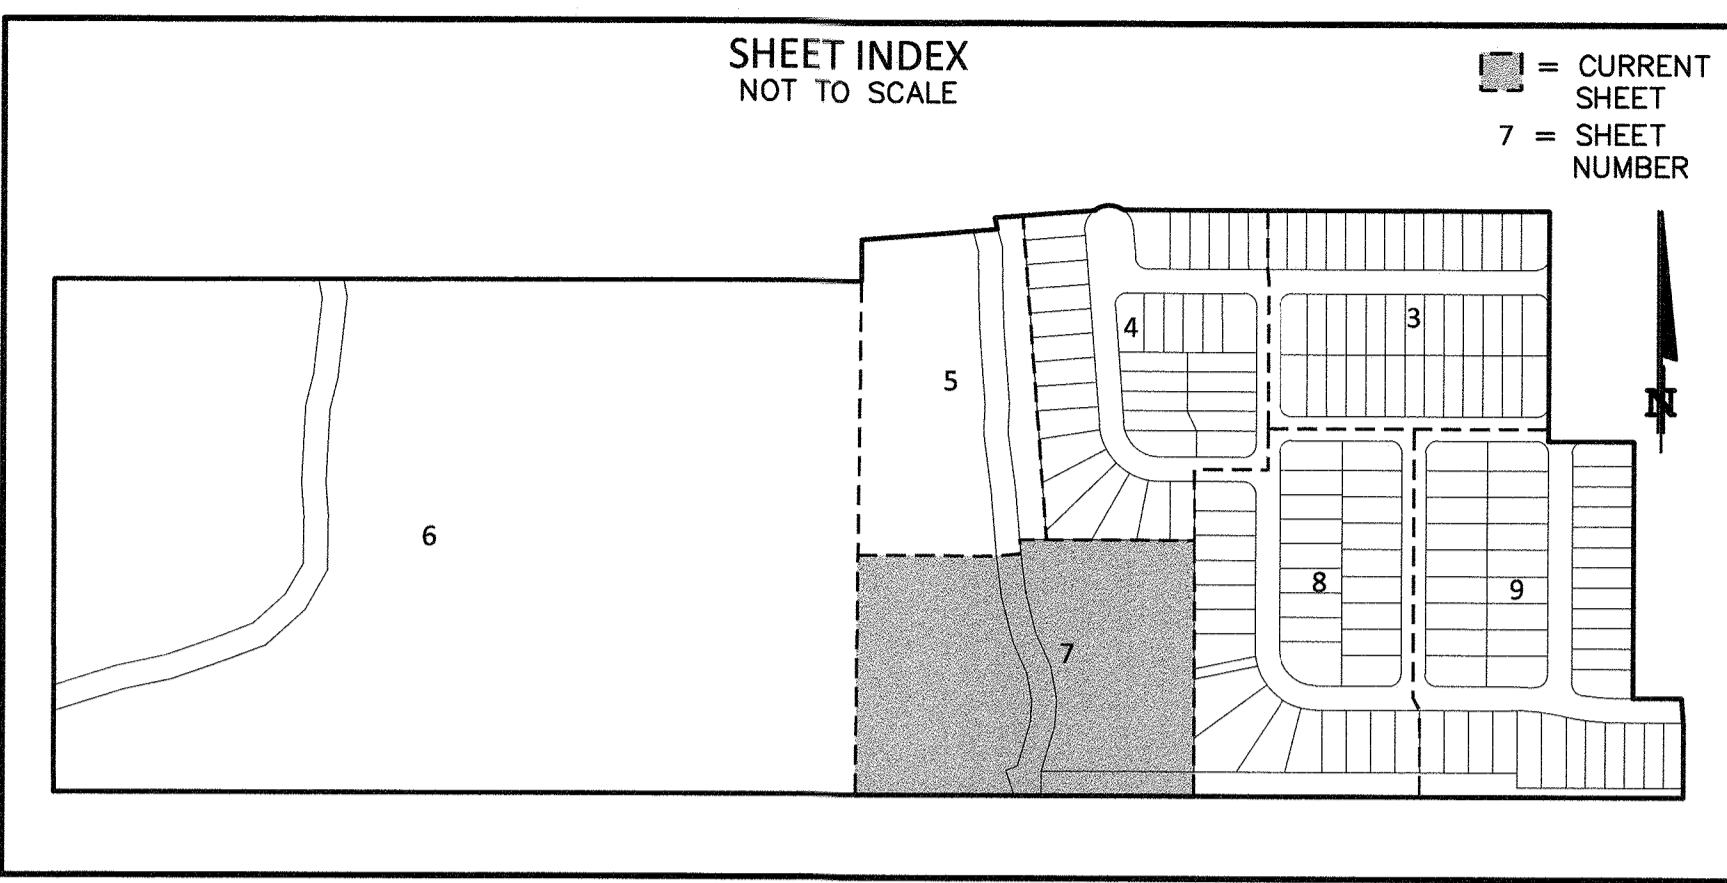 SHEET INDEX
NOT TO SCALE
= CURRENT
SHEET
7 = SHEET
NUMBER
4
3
5
N
6
8
9
7